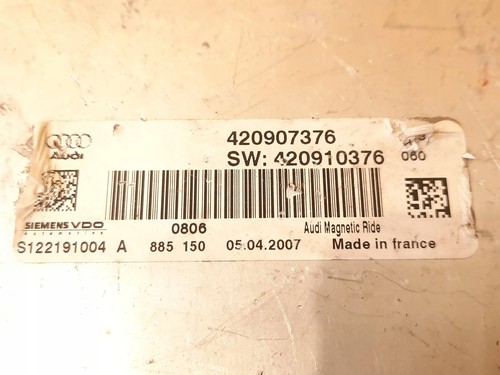 Audi
420907376
SW: 420910376
060
SIEMENS VDO
Automotive
0806
Audi Magnetic Ride
S122191004 A 885 150 05.04.2007 Made in france